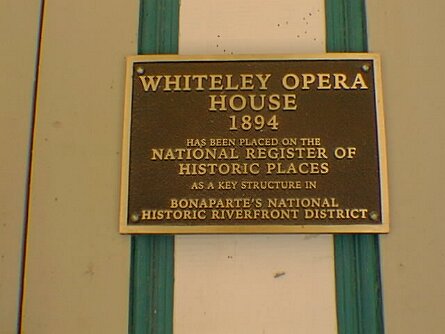 WHITELEY OPERA
HOUSE
1894
HAS BEEN PLACED ON THE
NATIONAL REGISTER OF
HISTORIC PLACES
AS A KEY STRUCTURE IN
BONAPARTE'S NATIONAL
HISTORIC RIVERFRONT DISTRICT